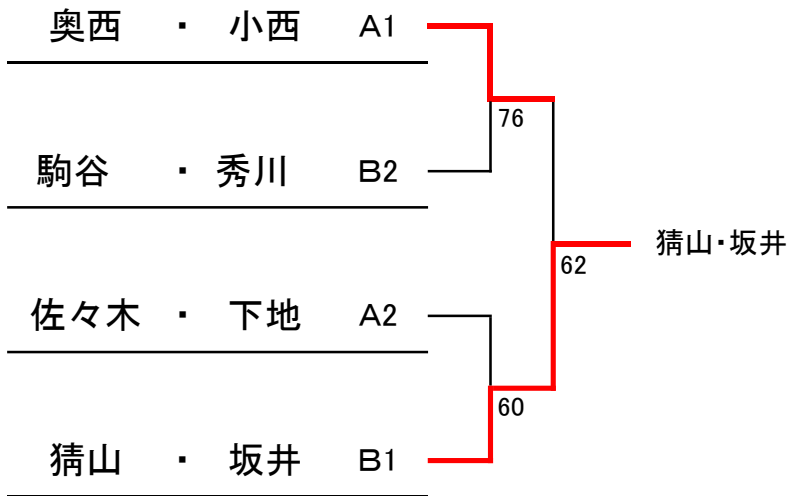 奥西 ・ 小西 A1
76
駒谷 ・ 秀川 B2
猜山・坂井
62
佐々木 ・ 下地 A2
60
猜山 ・ 坂井 B1